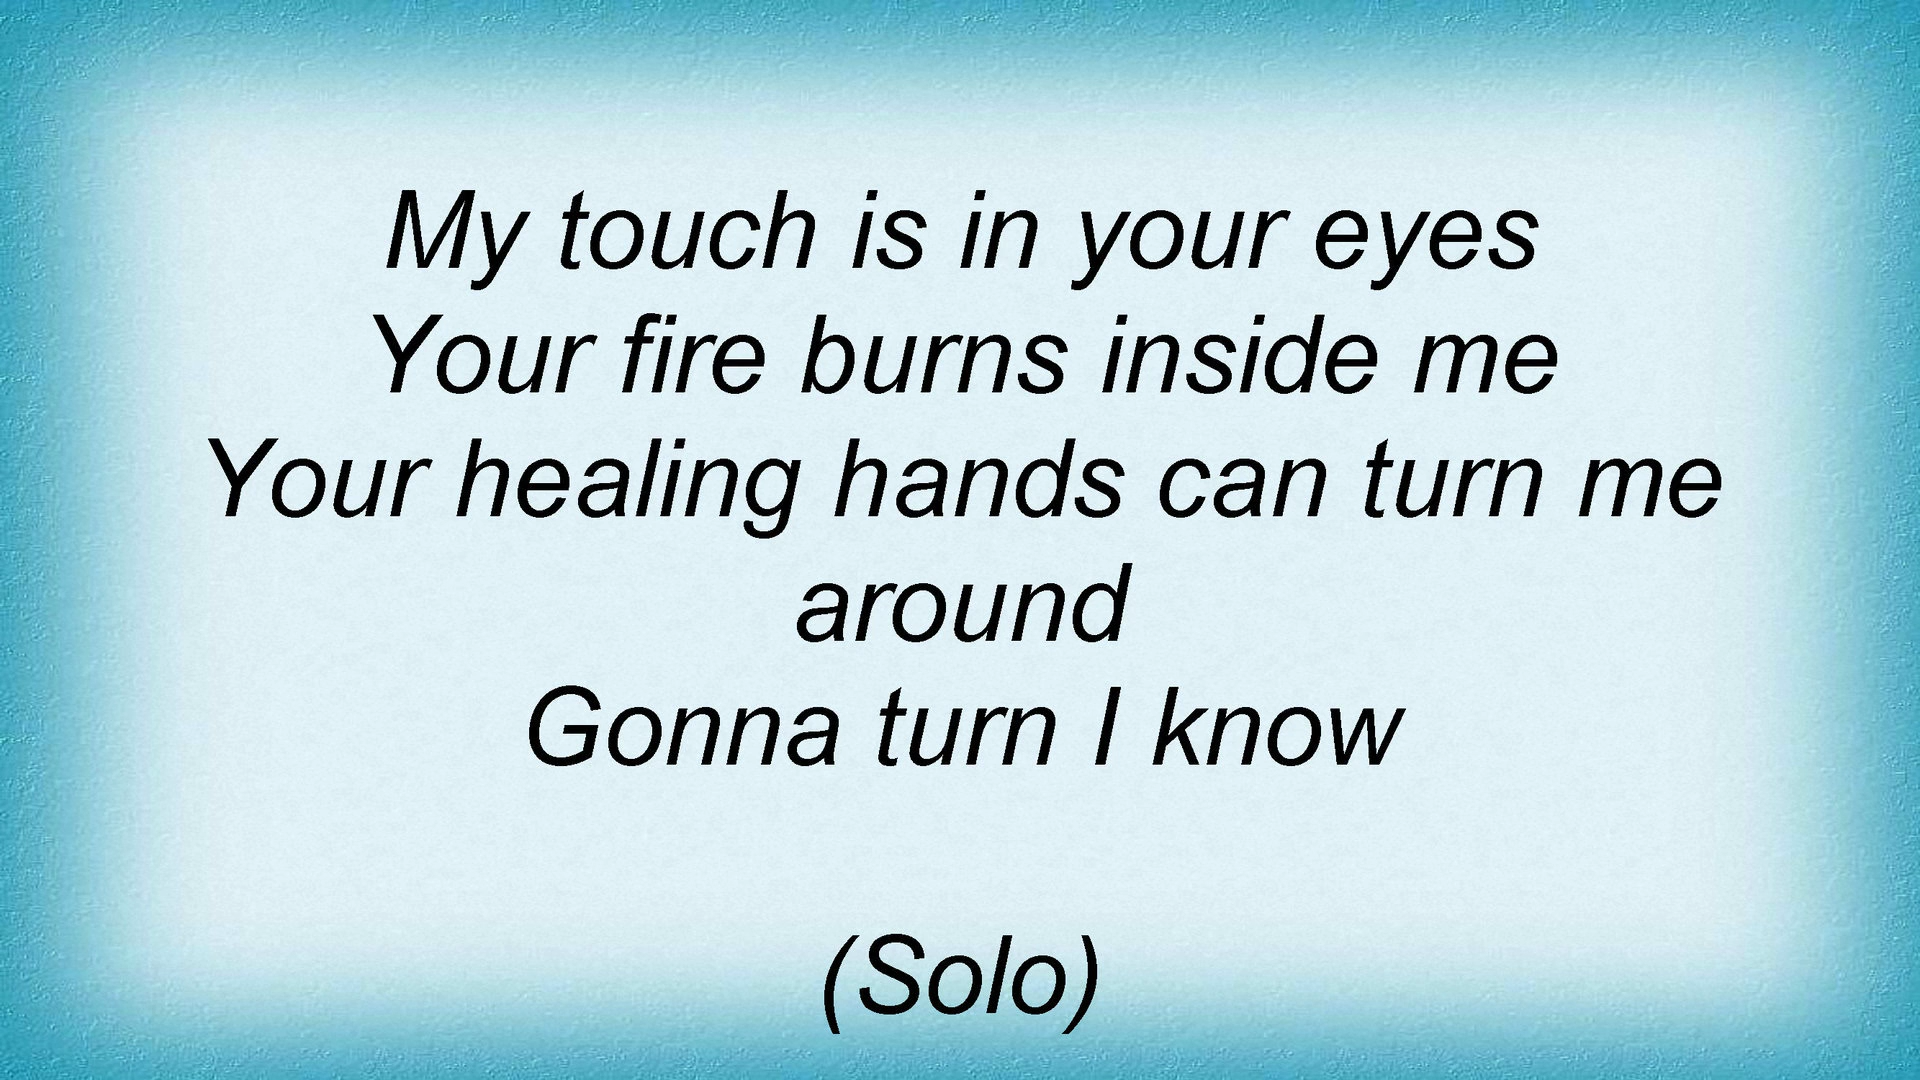 My touch is in your eyes
Your fire burns inside me
Your healing hands can turn me
around
Gonna turn I know
(Solo)